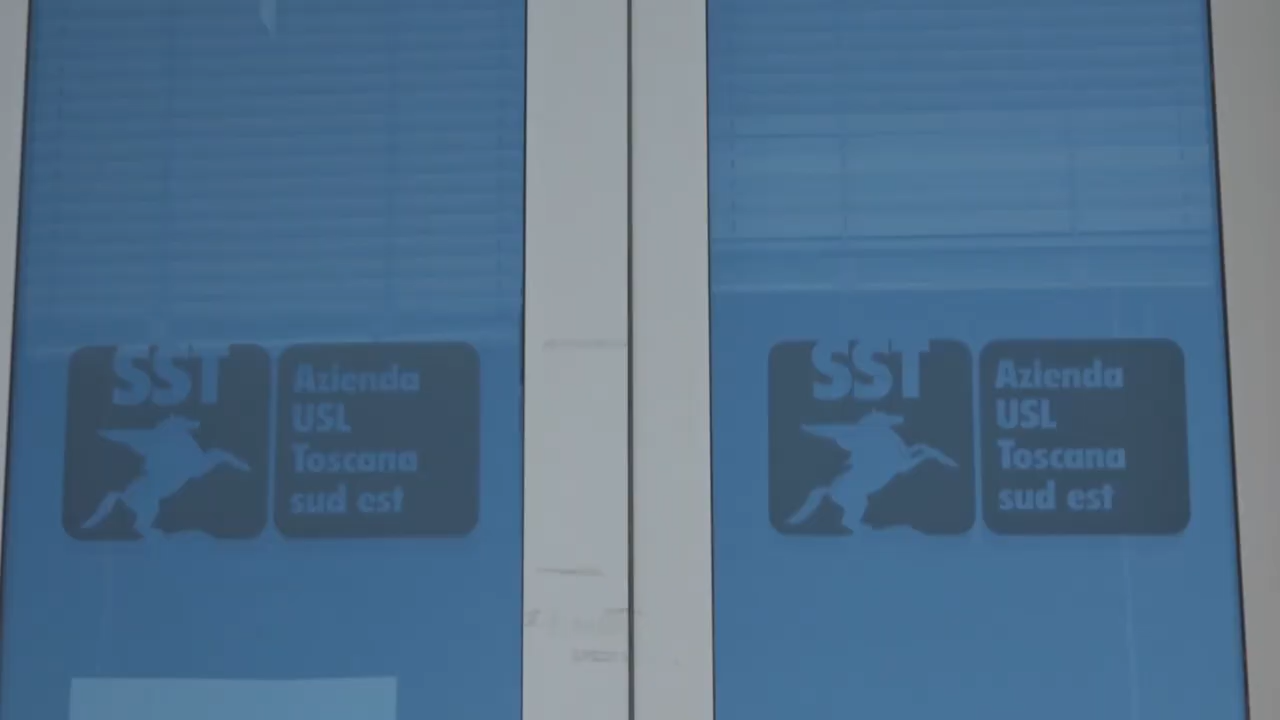 SST
Azienda
USL
Toscana
sud est
SST
Azienda
USL
Toscana
sud est